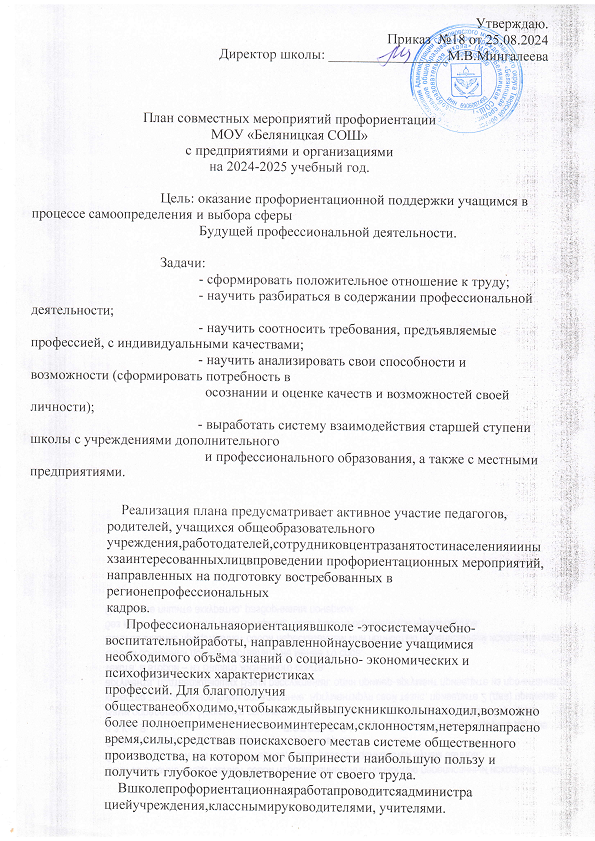 Утверждаю.
Приказ №18 от 25.08.2024
Директор школы: ________________ М.В.Мингалеева
План совместных мероприятий профориентации
МОУ «Беляницкая СОШ»
с предприятиями и организациями
на 2024-2025 учебный год.
Цель: оказание профориентационной поддержки учащимся в
процессе самоопределения и выбора сферы
Будущей профессиональной деятельности.
Задачи:
- сформировать положительное отношение к труду;
- научить разбираться в содержании профессиональной
деятельности;
- научить соотносить требования, предъявляемые
профессией, с индивидуальными качествами;
- научить анализировать свои способности и
возможности (сформировать потребность в
осознании и оценке качеств и возможностей своей
личности);
- выработать систему взаимодействия старшей ступени
школы с учреждениями дополнительного
и профессионального образования, а также с местными
предприятиями.
Реализация плана предусматривает активное участие педагогов,
родителей, учащихся общеобразовательного
учреждения,работодателей,сотрудниковцентразанятостинаселенияиины
хзаинтересованныхлицвпроведении профориентационных мероприятий,
направленных на подготовку востребованных в
регионепрофессиональных
кадров.
Профессиональнаяориентациявшколе -этосистемаучебно-
воспитательнойработы, направленнойнаусвоение учащимися
необходимого объёма знаний о социально- экономических и
психофизических характеристиках
профессий. Для благополучия
обществанеобходимо,чтобыкаждыйвыпускникшколынаходил,возможно
более полноеприменениесвоиминтересам,склонностям,нетерялнапрасно
время,силы,средствав поискахсвоего местав системе общественного
производства, на котором мог быпринести наибольшую пользу и
получить глубокое удовлетворение от своего труда.
Вшколепрофориентационнаяработапроводитсяадминистра
циейучреждения,класснымируководителями, учителями.